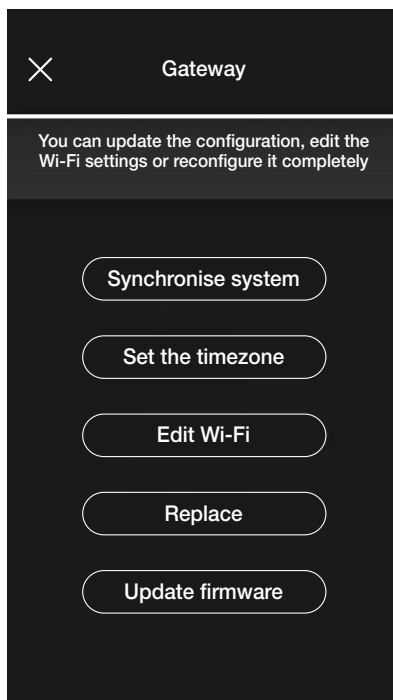 Gateway
You can update the configuration, edit the
Wi-Fi settings or reconfigure it completely
Synchronise system
Set the timezone
Edit Wi-Fi
Replace
Update firmware